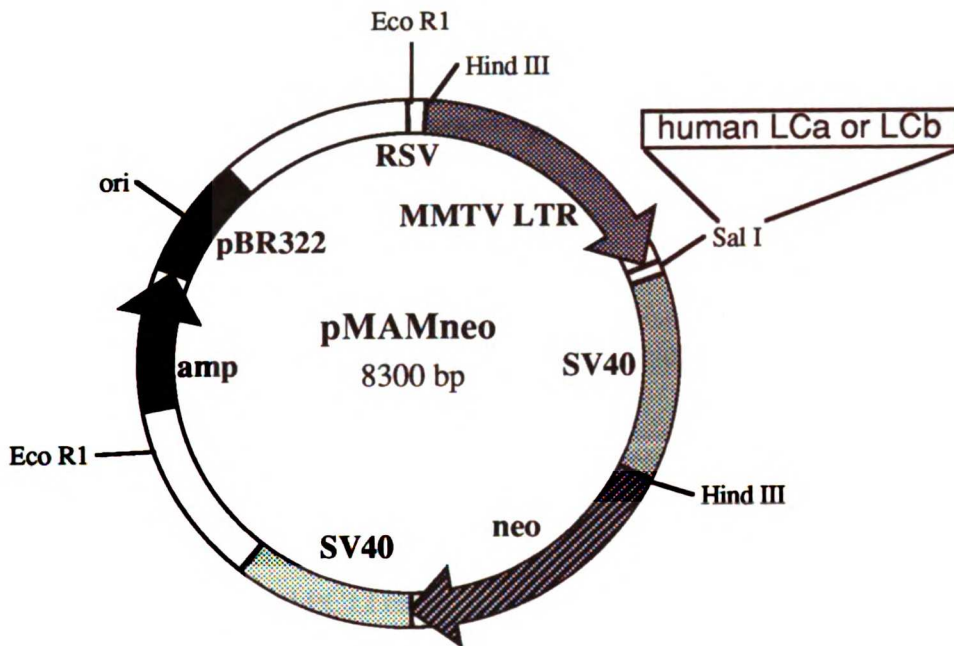 Eco R1
Hind III
human LCa or LCb
RSV
ori
MMTV LTR
Sal I
pBR322
pMAMneo
8300 bp
SV40
amp
Eco R1
Hind III
neo
SV40